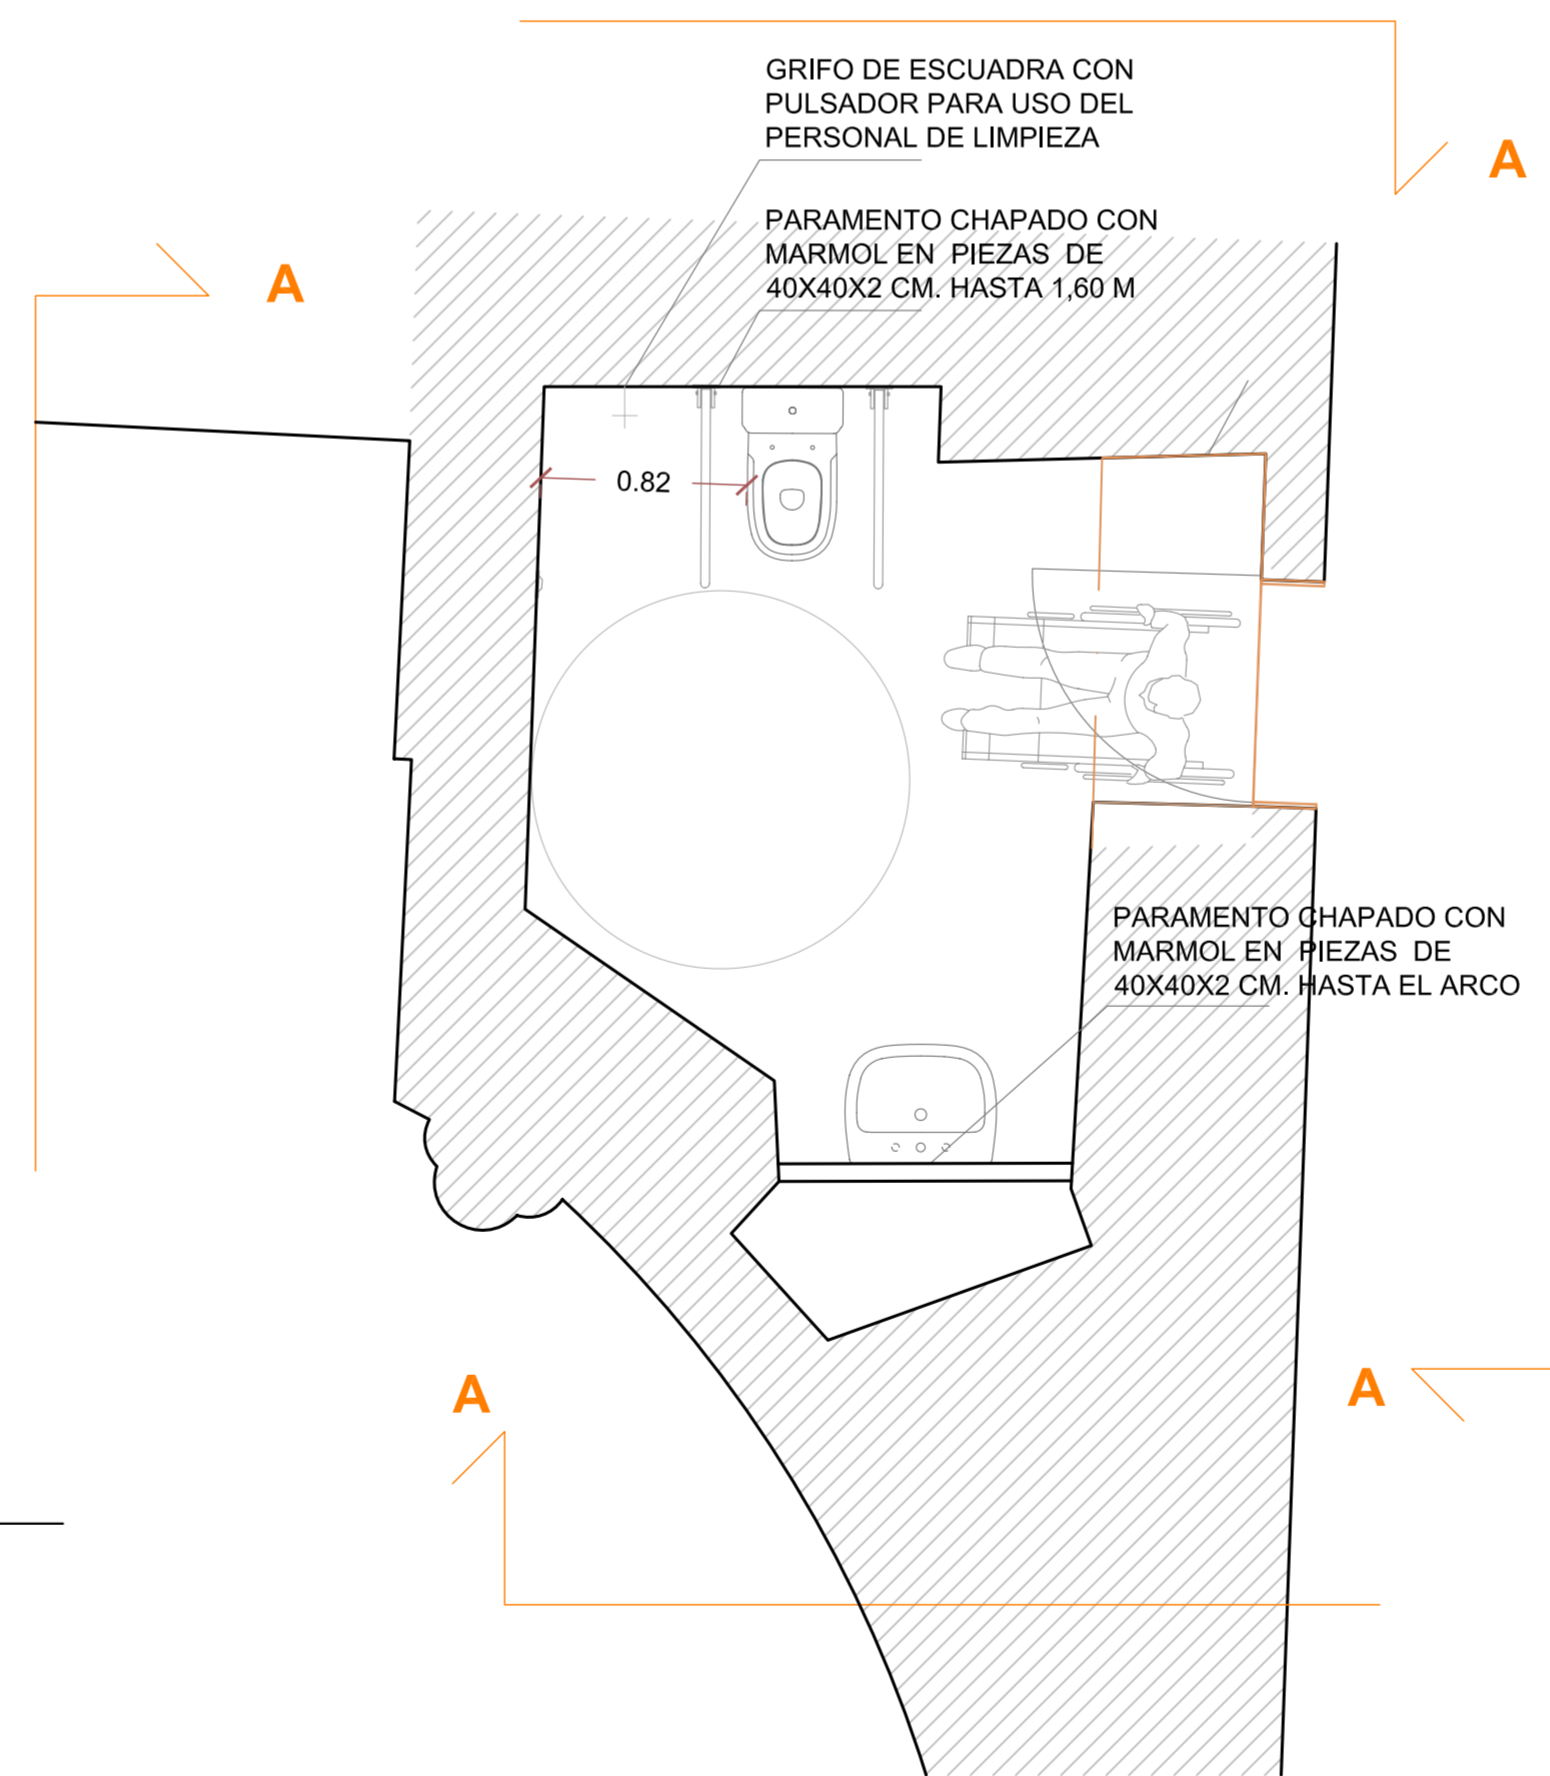 GRIFO DE ESCUADRA CON
PULSADOR PARA USO DEL
PERSONAL DE LIMPIEZA
A
PARAMENTO CHAPADO CON
MARMOL EN PIEZAS DE
40X40X2 CM. HASTA 1,60 M
A
0.82
PARAMENTO CHAPADO CON
MARMOL EN PIEZAS DE
40X40X2 CM. HASTA EL ARCO
A
A